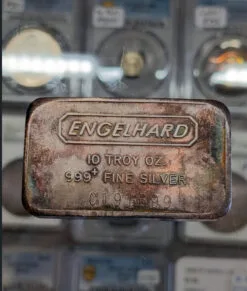 ENGELHARD
10 TROY OZ.
999+ FINE SILVER